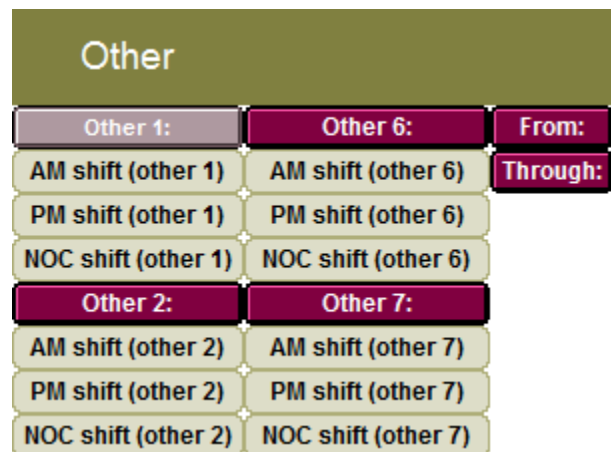 Other
Other 1: Other 6: From:
AM shift (other 1) AM shift (other 6) Through:
PM shift (other 1) PM shift (other 6)
NOC shift (other 1) NOC shift (other 6)
Other 2: Other 7:
AM shift (other 2) AM shift (other 7)
PM shift (other 2) PM shift (other 7)
NOC shift (other 2) NOC shift (other 7)